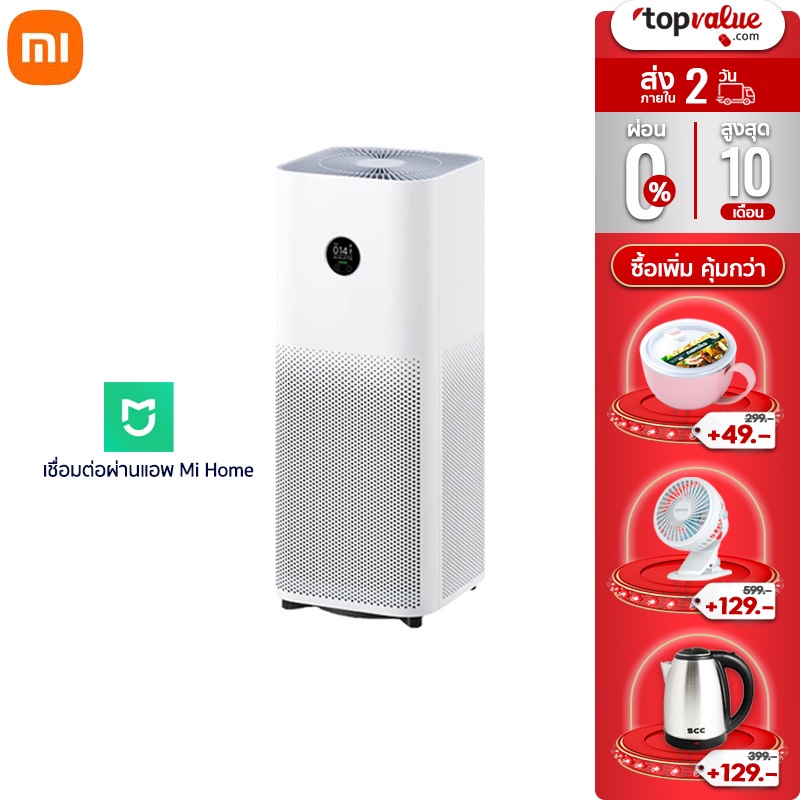 mi
topvalue
.com
ส่ง
ภายใน
2
วัน
ผ่อน
0%
สูงสุด
10
เดือน
ซื้อเพิ่ม คุ้มกว่า
014
เชื่อมต่อผ่านแอพ Mi Home
299.-
+49.-
599.-
+129.-
SCC
399.-
+129.-